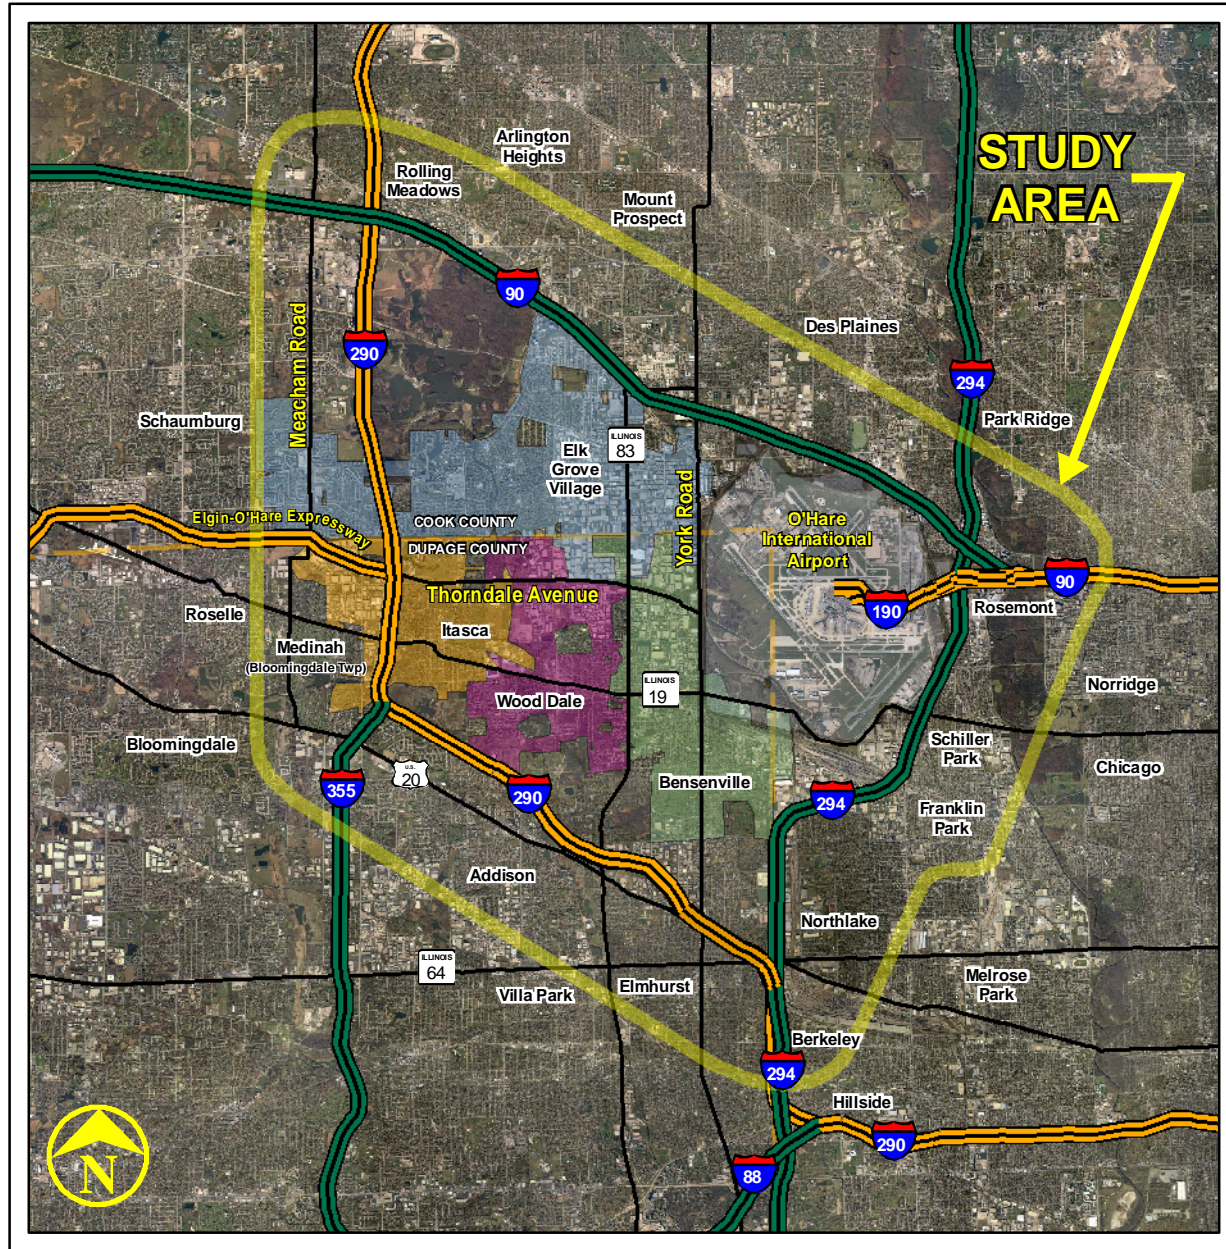 Arlington
Heights
STUDY
AREA
Rolling
Meadows
Mount
Prospect
90
Des Plaines
Meacham Road
290
294
Schaumburg
Park Ridge
ILLINOIS
83
Elk
Grove
Village
York Road
Elgin-O'Hare Expressway
COOK COUNTY
DUPAGE COUNTY
O'Hare
International
Airport
90
Thorndale Avenue
190
Rosemont
Roselle
Itasca
Medinah
(Bloomingdale Twp)
ILLINOIS
19
Norridge
Wood Dale
Bloomingdale
Schiller
Park
Chicago
U.S.
20
355
290
Bensenville
294
Franklin
Park
Addison
Northlake
ILLINOIS
64
Villa Park
Elmhurst
Melrose
Park
Berkeley
294
Hillside
290
N
88